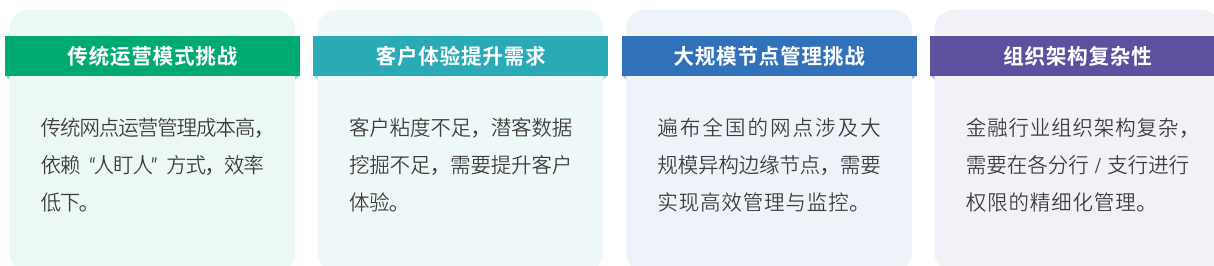 传统运营模式挑战
传统网点运营管理成本高，
依赖“人盯人”方式，效率
低下。
客户体验提升需求
客户粘度不足，潜客数据
挖掘不足，需要提升客户
体验。
大规模节点管理挑战
遍布全国的网点涉及大
规模异构边缘节点，需要
实现高效管理与监控。
组织架构复杂性
金融行业组织架构复杂，
需要在各分行 / 支行进行
权限的精细化管理。